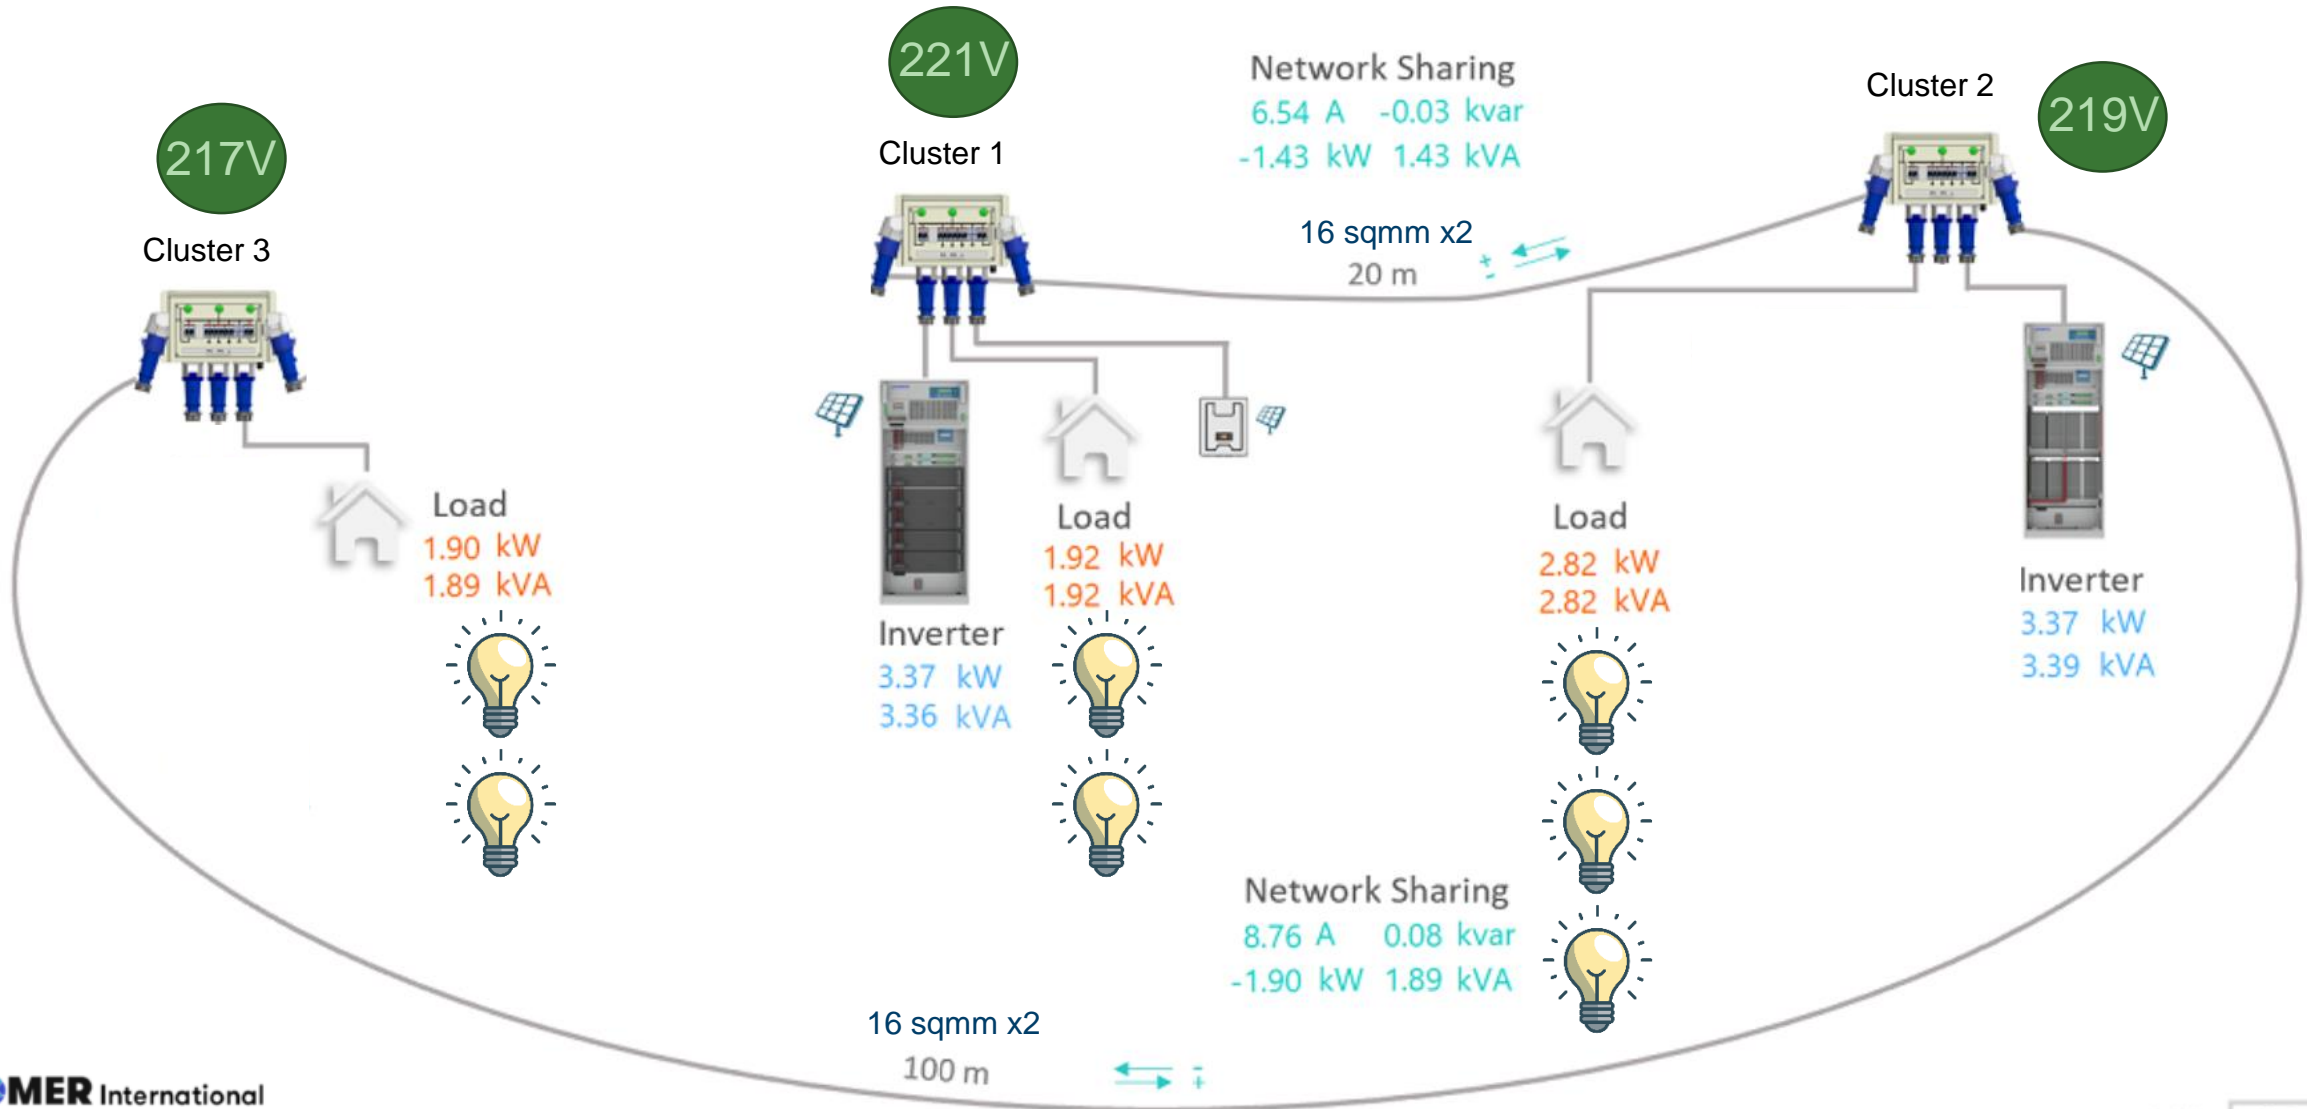 221V
Cluster 1
Network Sharing
6.54 A -0.03 kvar
-1.43 kW 1.43 kVA
Cluster 2
219V
217V
Cluster 3
16 sqmm x2
20 m
+
-
Load
1.90 kW
1.89 kVA
Inverter
3.37 kW
3.36 kVA
Load
1.92 kW
1.92 kVA
Load
2.82 kW
2.82 kVA
Inverter
3.37 kW
3.39 kVA
Network Sharing
8.76 A 0.08 kvar
-1.90 kW 1.89 kVA
16 sqmm x2
100 m
-
+
MER International